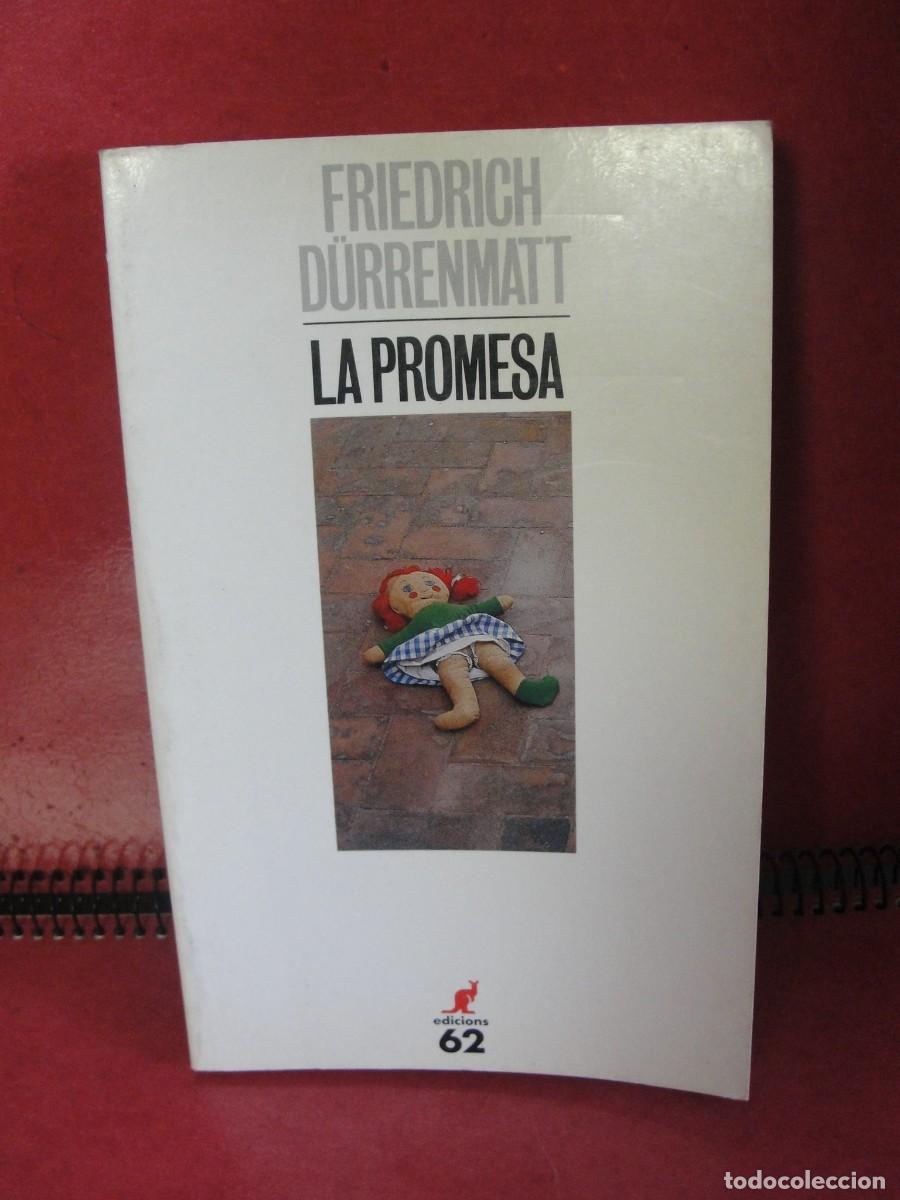 FRIEDRICH
DÜRRENMATT
LA PROMESA
edicions
62
todocoleccion